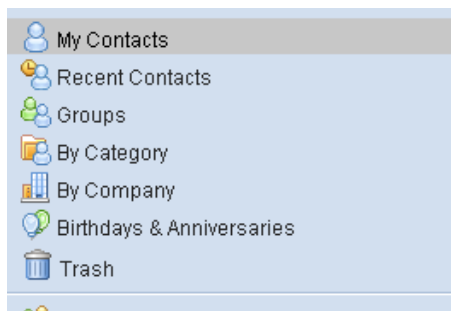 My Contacts
Recent Contacts
Groups
By Category
By Company
Birthdays & Anniversaries
Trash